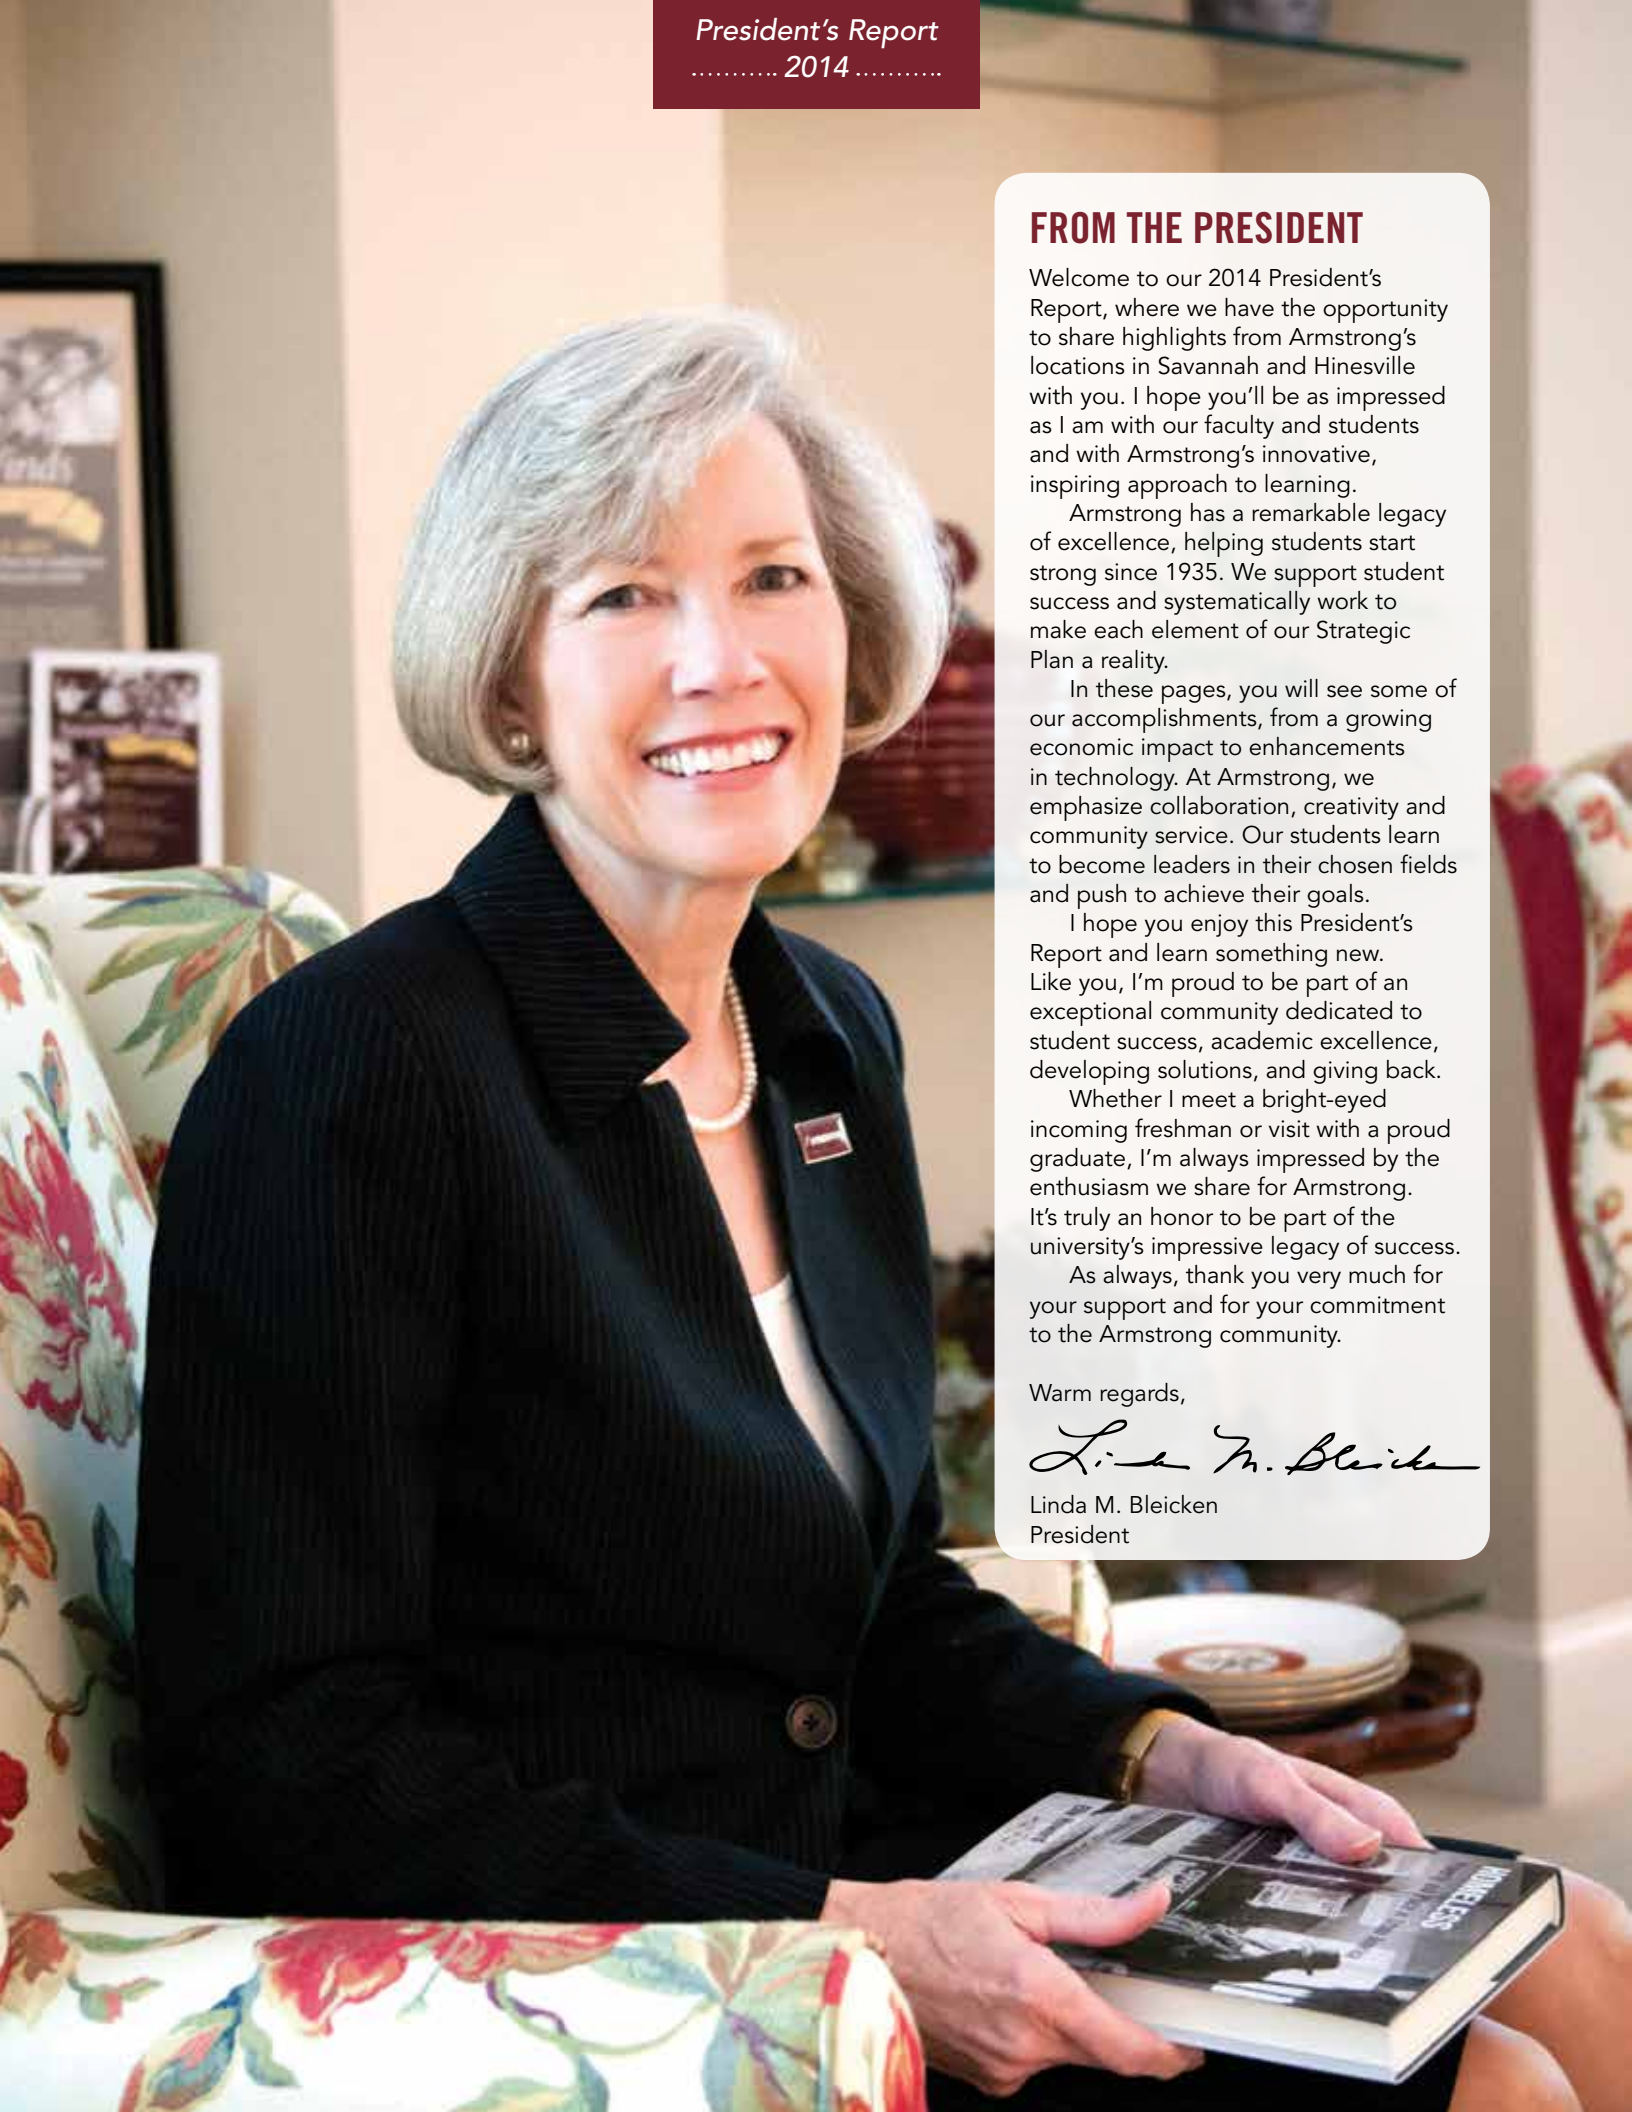 President's Report
........... 2014 ...........
FROM THE PRESIDENT
Welcome to our 2014 President's
Report, where we have the opportunity
to share highlights from Armstrong's
locations in Savannah and Hinesville
with you. I hope you'll be as impressed
as I am with our faculty and students
and with Armstrong's innovative,
inspiring approach to learning.
Armstrong has a remarkable legacy
of excellence, helping students start
strong since 1935. We support student
success and systematically work to
make each element of our Strategic
Plan a reality.
In these pages, you will see some of
our accomplishments, from a growing
economic impact to enhancements
in technology. At Armstrong, we
emphasize collaboration, creativity and
community service. Our students learn
to become leaders in their chosen fields
and push to achieve their goals.
I hope you enjoy this President's
Report and learn something new.
Like you, I'm proud to be part of an
exceptional community dedicated to
student success, academic excellence,
developing solutions, and giving back.
Whether I meet a bright-eyed
incoming freshman or visit with a proud
graduate, I'm always impressed by the
enthusiasm we share for Armstrong.
It's truly an honor to be part of the
university's impressive legacy of success.
As always, thank you very much for
your support and for your commitment
to the Armstrong community.
Warm regards,
Linda M. Bleicken
Linda M. Bleicken
President
HOMELESS